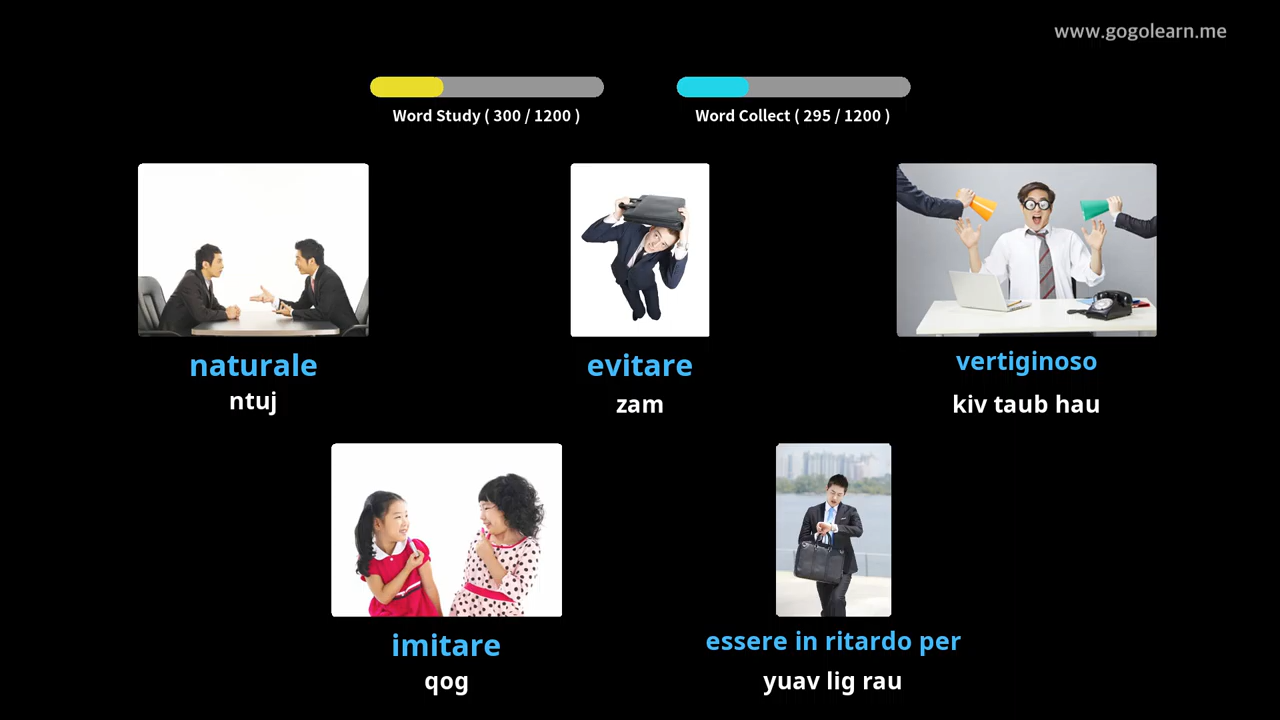 www.gogolearn.me
Word Study ( 300 / 1200 )
Word Collect ( 295 / 1200 )
naturale
ntuj
evitare
zam
vertiginoso
kiv taub hau
imitare
qog
essere in ritardo per
yuav lig rau